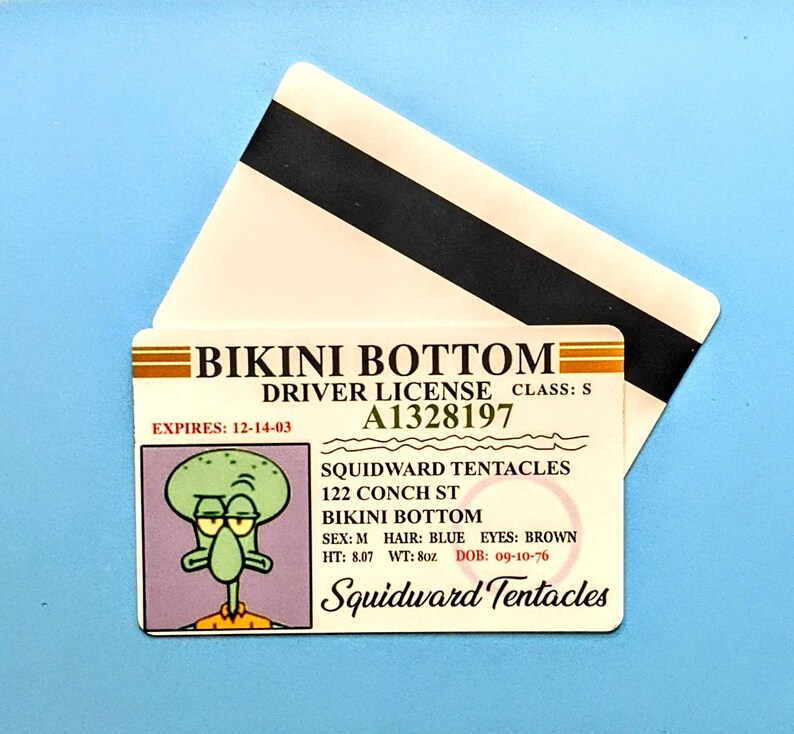 BIKINI BOTTOM
DRIVER LICENSE CLASS: S
A1328197
EXPIRES: 12-14-03
SQUIDWARD TENTACLES
122 CONCH ST
BIKINI BOTTOM
SEX: M HAIR: BLUE EYES: BROWN
HT: 8.07 WT: 8oz DOB: 09-10-76
Squidward Tentacles